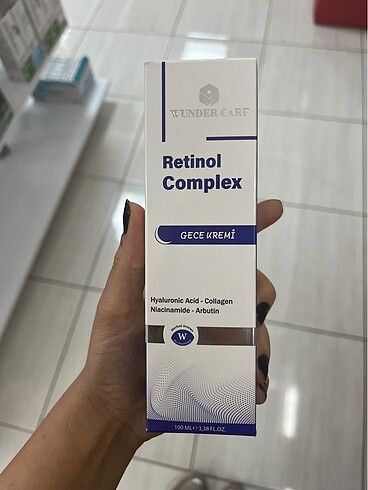 WUNDER CARE
Retinol
Complex
GECE KREMİ
Hyaluronic Acid - Collagen
Niacinamide - Arbutin
W
100 ML ℮ 3,38 FL.OZ.